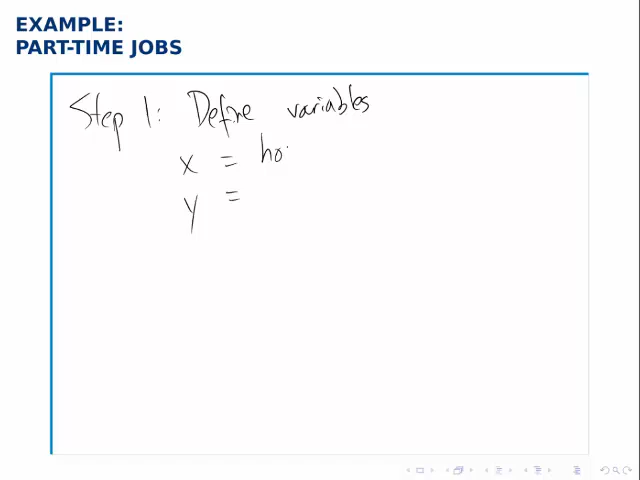 EXAMPLE:
PART-TIME JOBS
Step 1: Define variables
x = ho
y =